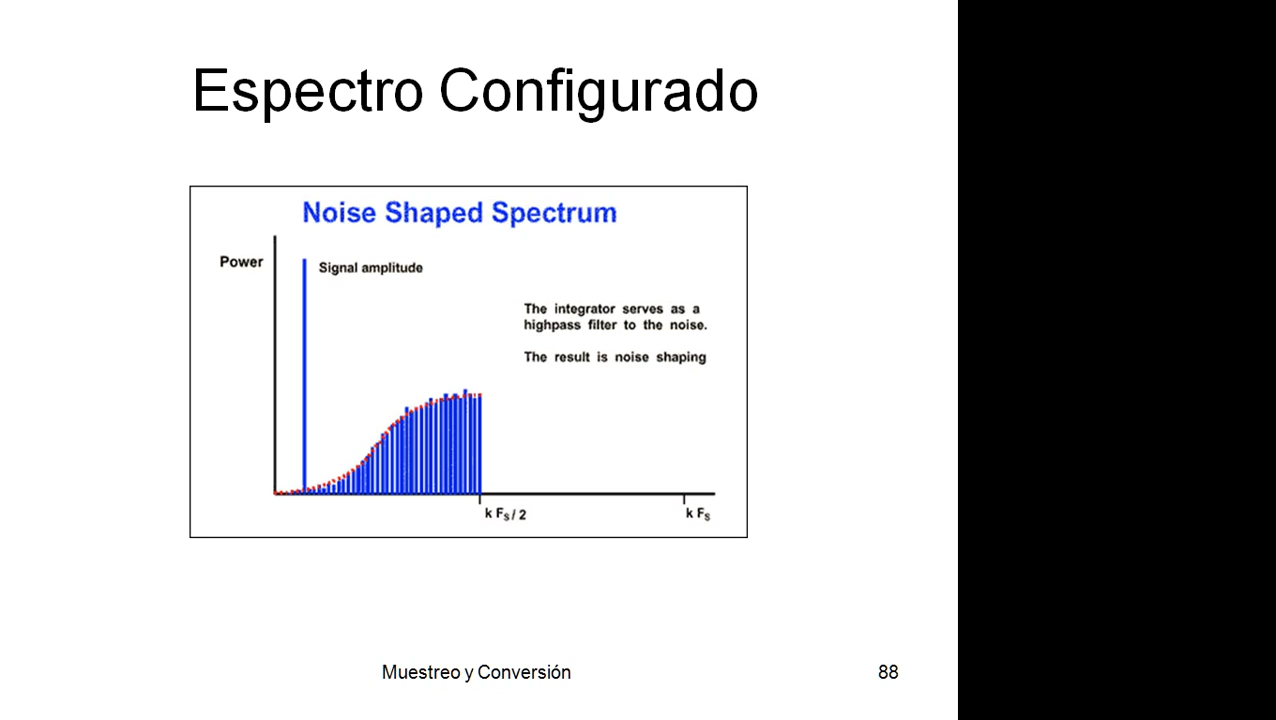 Espectro Configurado
Noise Shaped Spectrum
Power
Signal amplitude
The integrator serves as a
highpass filter to the noise.
The result is noise shaping
k FS / 2
k FS
Muestreo y Conversión
88